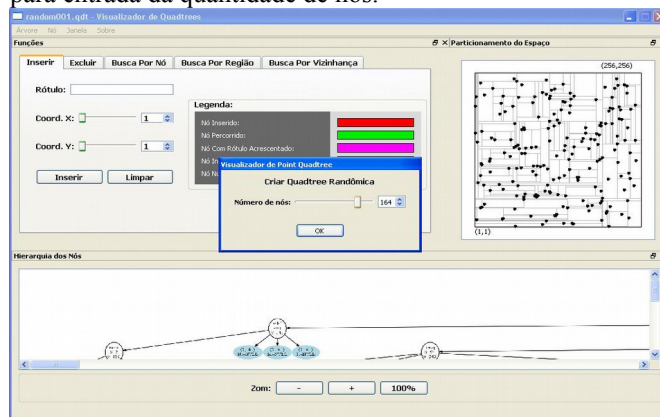 para entrada da quantidade de nós.
random001.qdt - Visualizador de Quadtrees
Árvore Nó Janela Sobre
Funções
Particionamento do Espaço
Inserir Excluir Busca Por Nó Busca Por Região Busca Por Vizinhança
(256,256)
Rótulo:
Legenda:
Coord. X: 1
Nó Inserido:
Nó Percorrido:
Coord. Y: 1
Nó Com Rótulo Acrescentado:
Visualizador de Point Quadtree
Criar Quadtree Randômica
Inserir Limpar
Número de nós: 164
OK
(1,1)
Hierarquia dos Nós
Zom: - + 100%